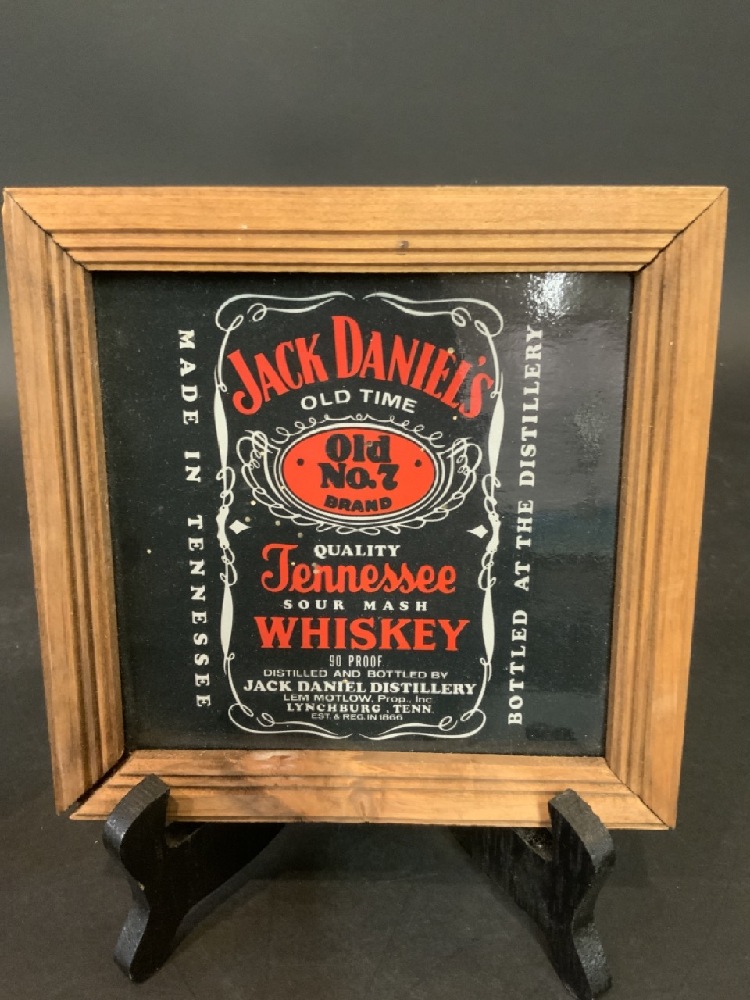 MADE IN TENNESSEE
JACK DANIEL'S
OLD TIME
Old
No.7
BRAND
QUALITY
Tennessee
SOUR MASH
WHISKEY
90 PROOF
DISTILLED AND BOTTLED BY
JACK DANIEL DISTILLERY
LEM MOTLOW, Prop., Inc
LYNCHBURG, TENN.
EST. & REG. IN 1866
BOTTLED AT THE DISTILLERY